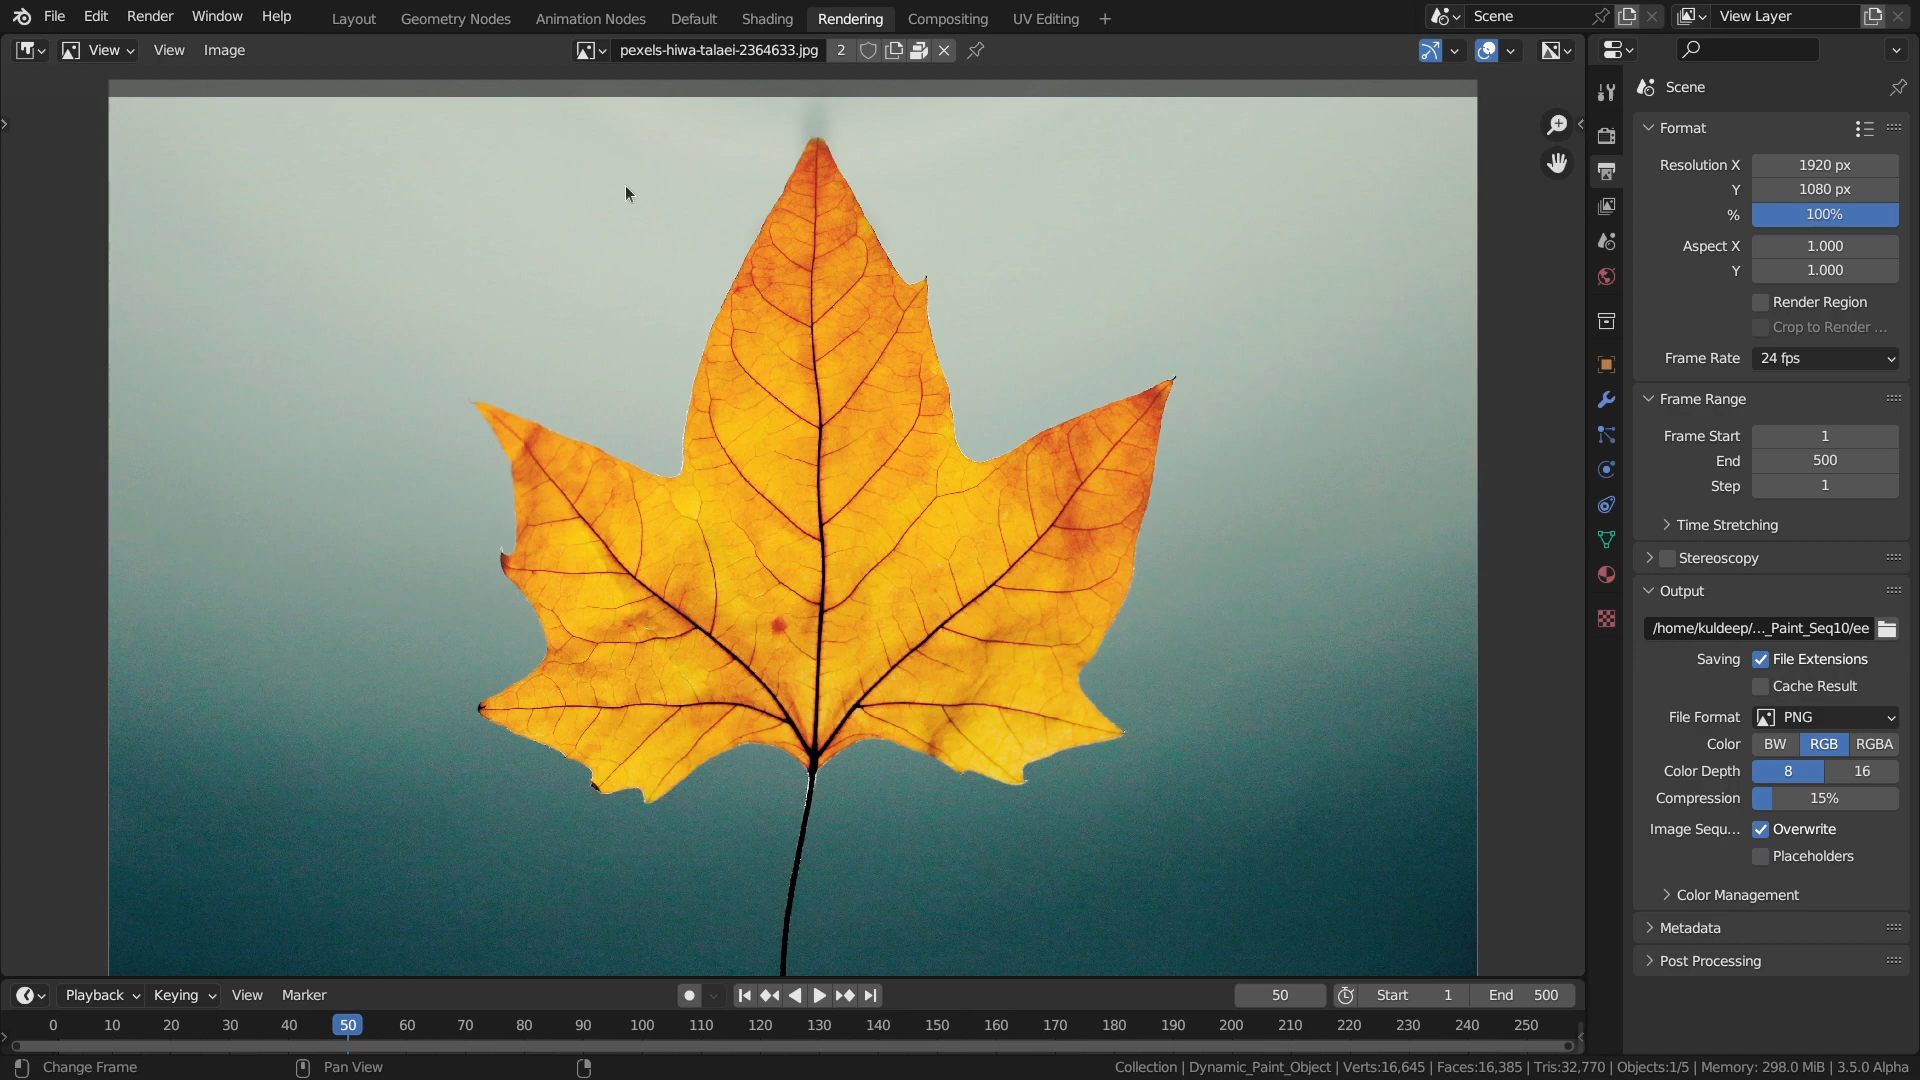 File Edit Render Window Help Layout Geometry Nodes Animation Nodes Default Shading Rendering Compositing UV Editing + Scene View Layer
View View Image pexels-hiwa-talaei-2364633.jpg 2
Scene
Format
Resolution X 1920 px
Y 1080 px
% 100%
Aspect X 1.000
Y 1.000
Render Region
Crop to Render ...
Frame Rate 24 fps
Frame Range
Frame Start 1
End 500
Step 1
Time Stretching
Stereoscopy
Output
/home/kuldeep/..._Paint_Seq10/ee
Saving File Extensions
Cache Result
File Format PNG
Color BW RGB RGBA
Color Depth 8 16
Compression 15%
Image Sequ... Overwrite
Placeholders
Color Management
Metadata
Post Processing
Playback Keying View Marker 50 Start 1 End 500
0 10 20 30 40 50 60 70 80 90 100 110 120 130 140 150 160 170 180 190 200 210 220 230 240 250
Change Frame Pan View Collection | Dynamic_Paint_Object | Verts:16,645 | Faces:16,385 | Tris:32,770 | Objects:1/5 | Memory: 298.0 MiB | 3.5.0 Alpha